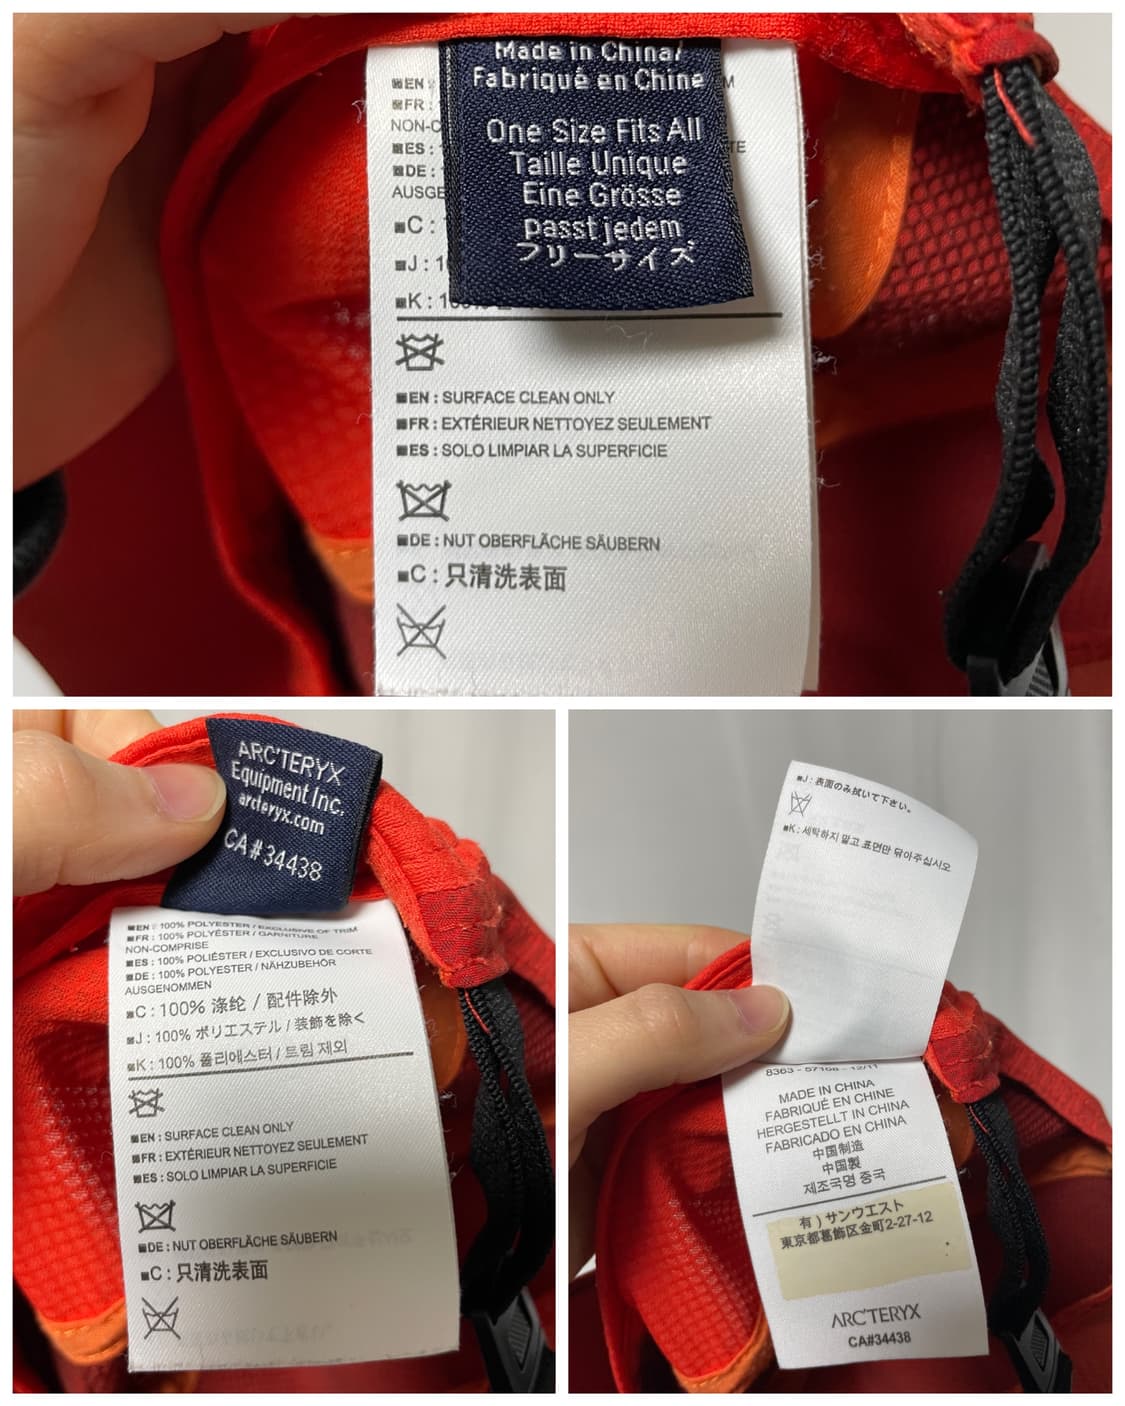 Made in China/
Fabriqué en Chine
One Size Fits All
Taille Unique
Eine Grösse
passt jedem
フリーサイズ
EN
FR :
NON-C
ES :
DE :
AUSGE
C :
J : 10
K :
EN : SURFACE CLEAN ONLY
FR : EXTÉRIEUR NETTOYEZ SEULEMENT
ES : SOLO LIMPIAR LA SUPERFICIE
DE : NUT OBERFLÄCHE SÄUBERN
C : 只清洗表面
ARC'TERYX
Equipment Inc.
arcteryx.com
CA#34438
EN : 100% POLYESTER / EXCLUSIVE OF TRIM
FR : 100% POLYÉSTER / GARNITURE
NON-COMPRISE
ES : 100% POLIÉSTER / EXCLUSIVO DE CORTE
DE : 100% POLYESTER / NÄHZUBEHÖR
AUSGENOMMEN
C : 100% 涤纶 / 配件除外
J : 100% ポリエステル / 装飾を除く
K : 100% 폴리에스터 / 트림 제외
EN : SURFACE CLEAN ONLY
FR : EXTÉRIEUR NETTOYEZ SEULEMENT
ES : SOLO LIMPIAR LA SUPERFICIE
DE : NUT OBERFLÄCHE SÄUBERN
C : 只清洗表面
J : 表面のみ拭いて下さい。
K : 세탁하지 말고 표면만 닦아주십시오
MADE IN CHINA
FABRIQUÉ EN CHINE
HERGESTELLT IN CHINA
FABRICADO EN CHINA
中国制造
中国製
제조국명 중국
有）サンウエスト
東京都葛飾区金町2-27-12
ARC'TERYX
CA#34438